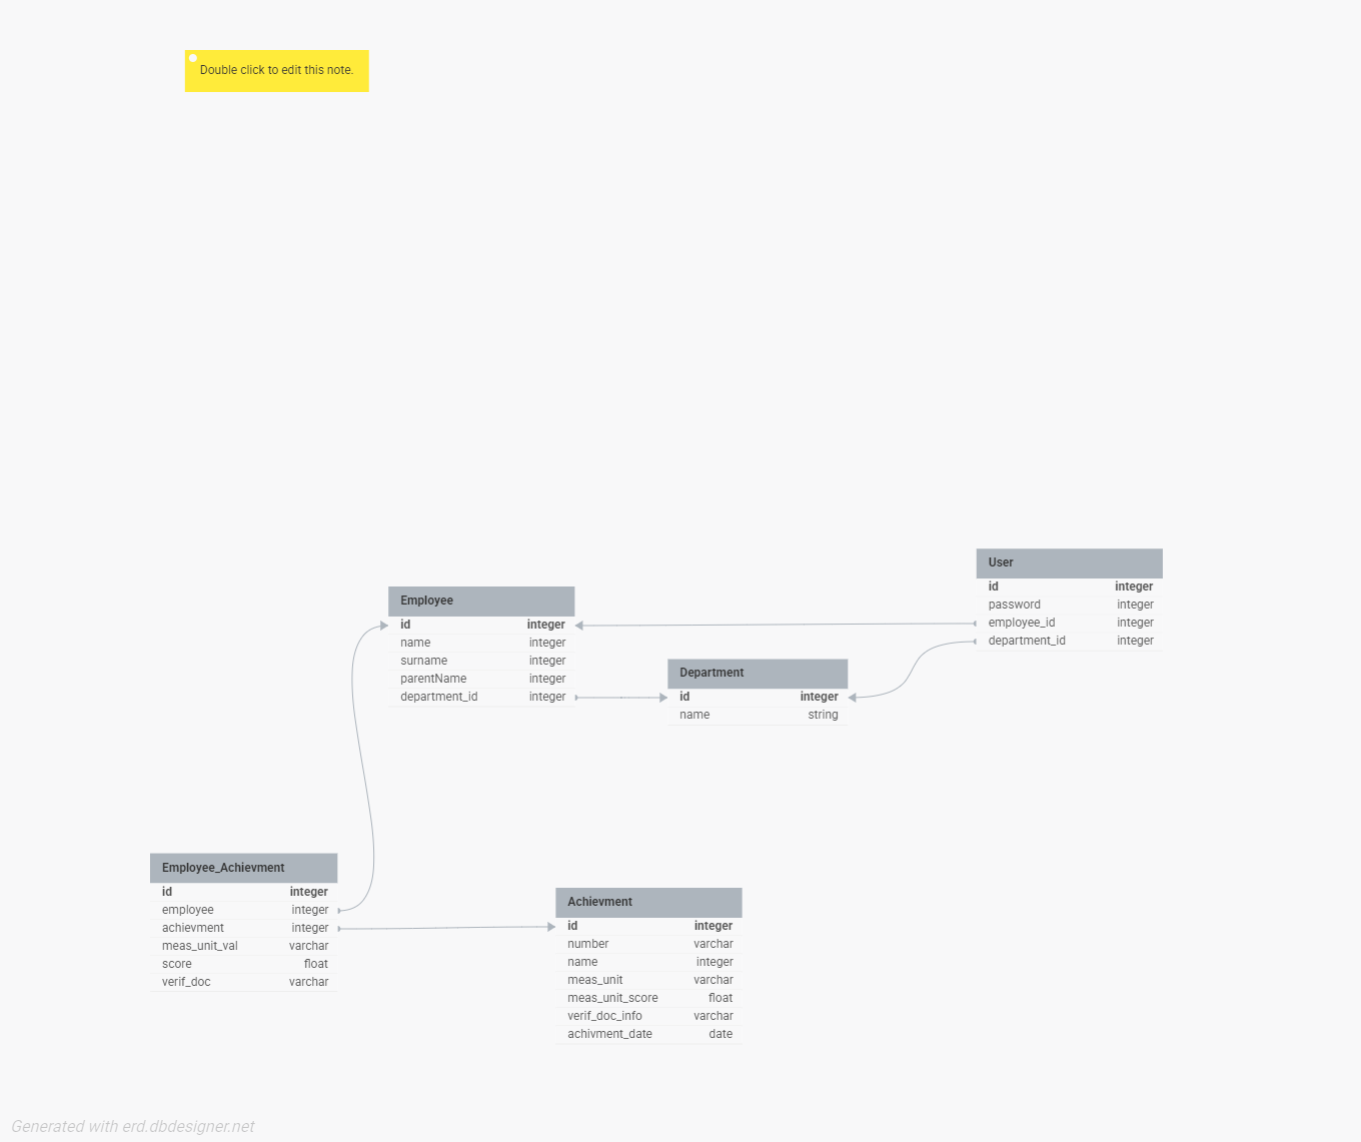 Double click to edit this note.
User
id integer
password integer
employee_id integer
department_id integer
Employee
id integer
name integer
surname integer
parentName integer
department_id integer
Department
id integer
name string
Employee_Achievment
id integer
employee integer
achievment integer
meas_unit_val varchar
score float
verif_doc varchar
Achievment
id integer
number varchar
name integer
meas_unit varchar
meas_unit_score float
verif_doc_info varchar
achivment_date date
Generated with erd.dbdesigner.net